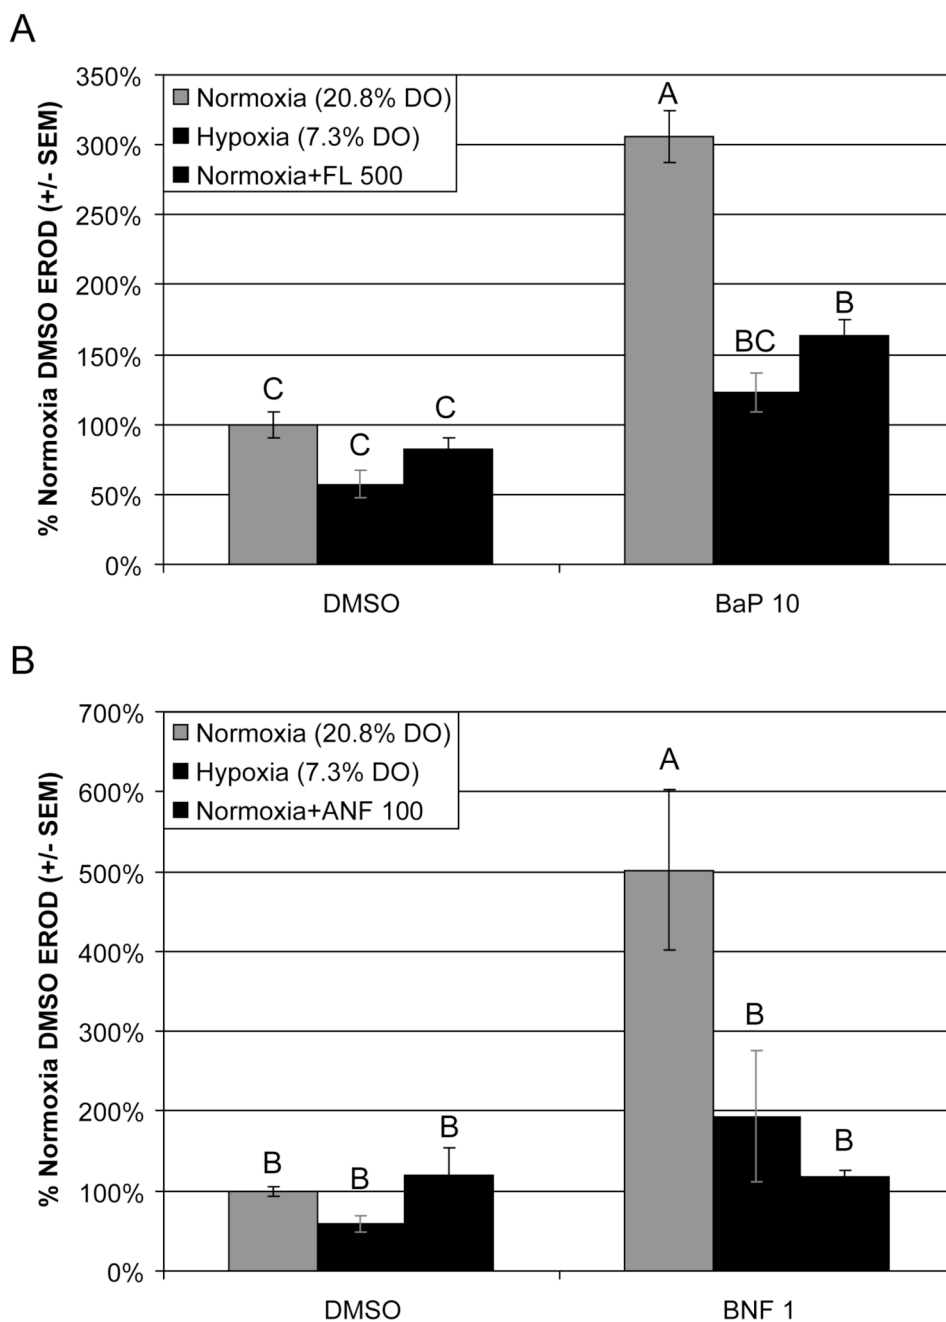 A
% Normoxia DMSO EROD (+/- SEM)
350%
300%
250%
200%
150%
100%
50%
0%
Normoxia (20.8% DO)
Hypoxia (7.3% DO)
Normoxia+FL 500
C
C
C
A
BC
B
DMSO
BaP 10
B
% Normoxia DMSO EROD (+/- SEM)
700%
600%
500%
400%
300%
200%
100%
0%
Normoxia (20.8% DO)
Hypoxia (7.3% DO)
Normoxia+ANF 100
B
B
B
A
B
B
DMSO
BNF 1